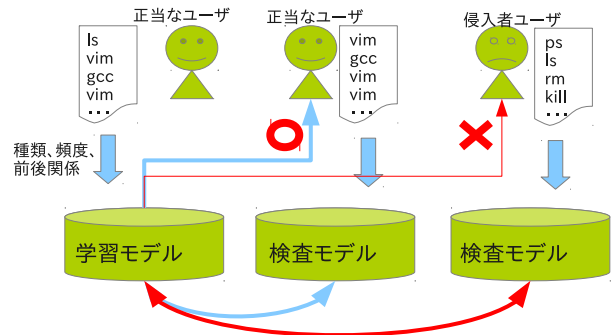 正当なユーザ
正当なユーザ
侵入者ユーザ
ls
vim
gcc
vim
...
vim
gcc
vim
vim
...
ps
ls
rm
kill
...
種類、頻度、
前後関係
学習モデル
検査モデル
検査モデル